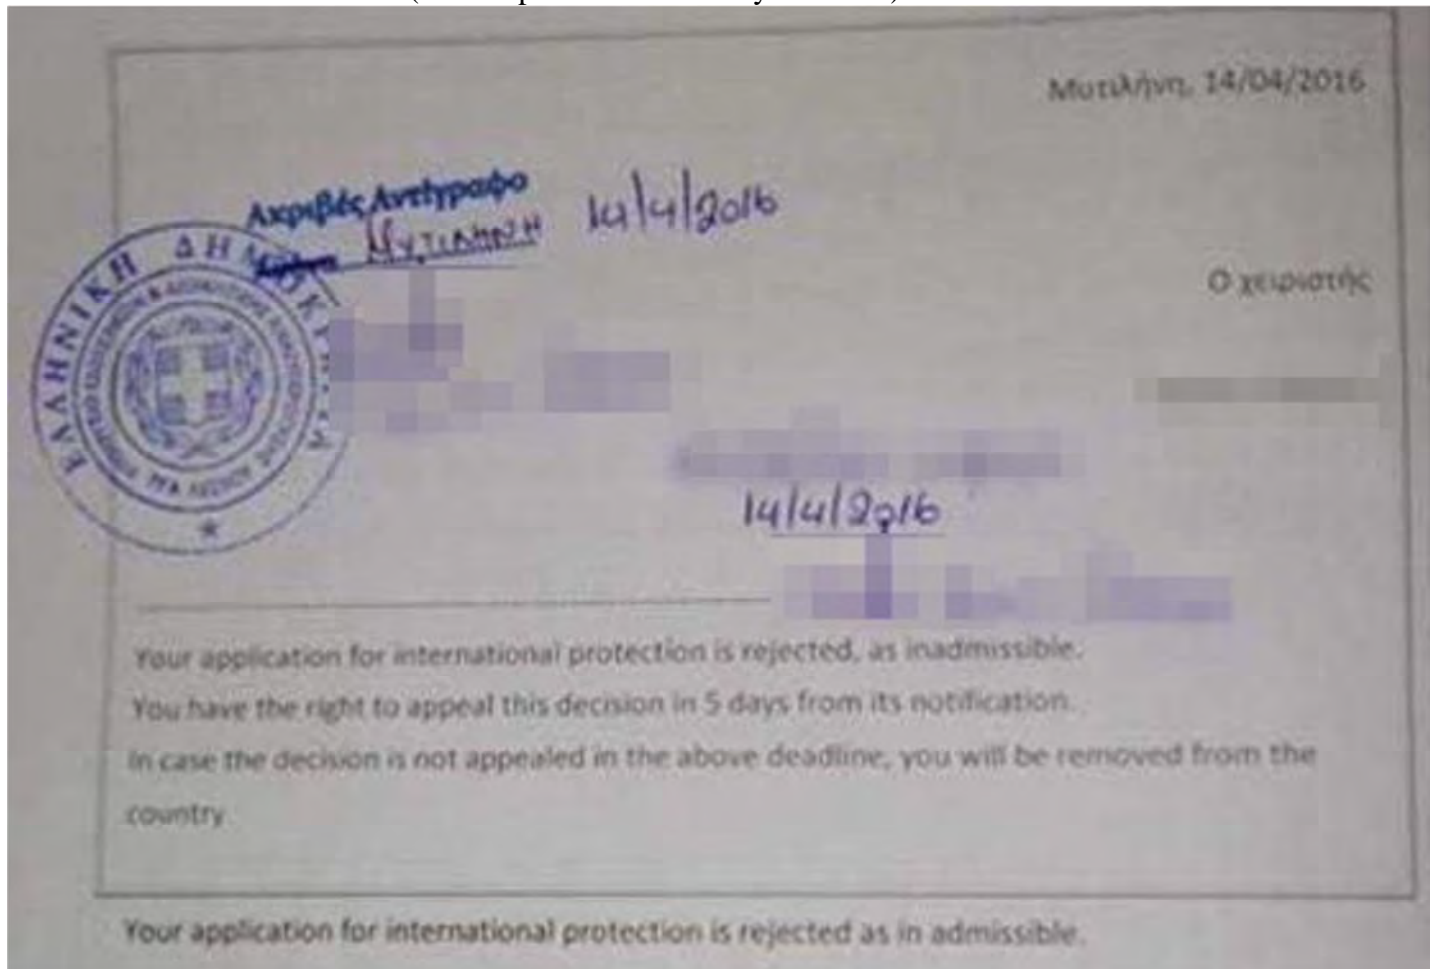 Μυτιλήνη, 14/04/2016
Ακριβές Αντίγραφο
ΜΥΤΙΛΗΝΗ 14/4/2016
Ο χειριστής
ΕΛΛΗΝΙΚΗ ΔΗΜΟΚΡΑΤΙΑ
14/4/2016
Your application for international protection is rejected, as inadmissible.
You have the right to appeal this decision in 5 days from its notification.
In case the decision is not appealed in the above deadline, you will be removed from the
country
Your application for international protection is rejected as in admissible.